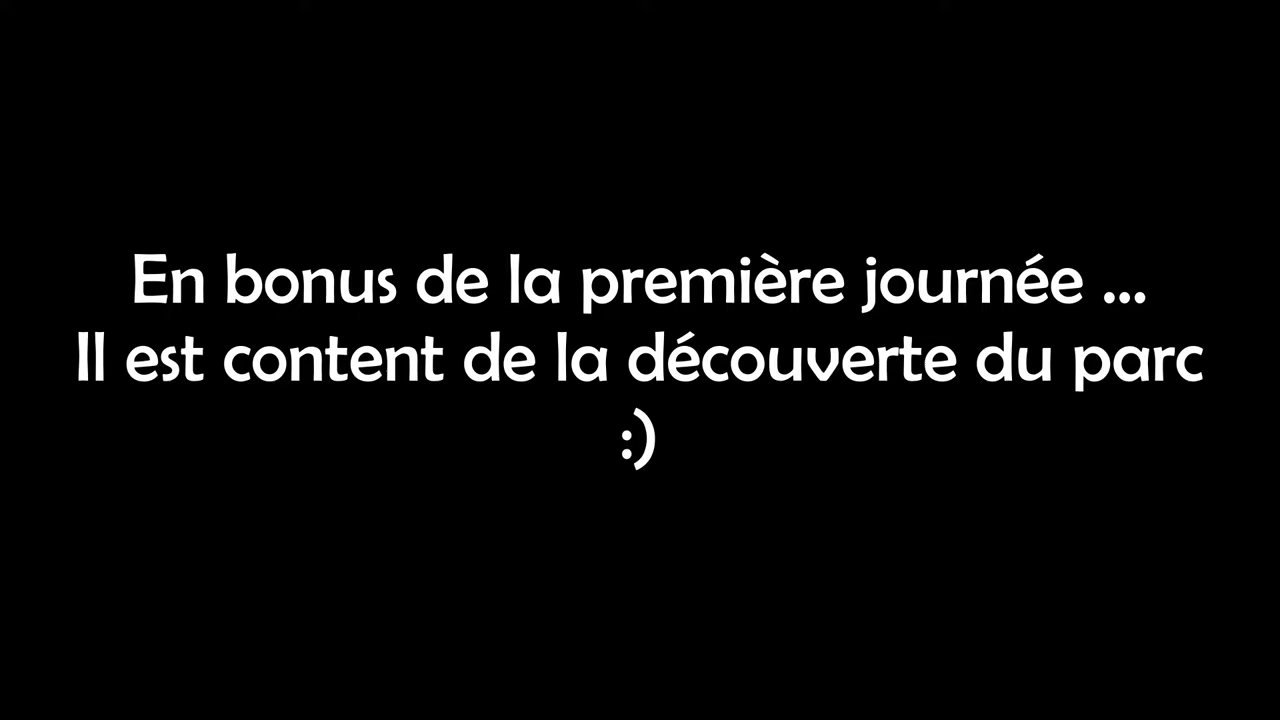 En bonus de la première journée ...
Il est content de la découverte du parc
:)